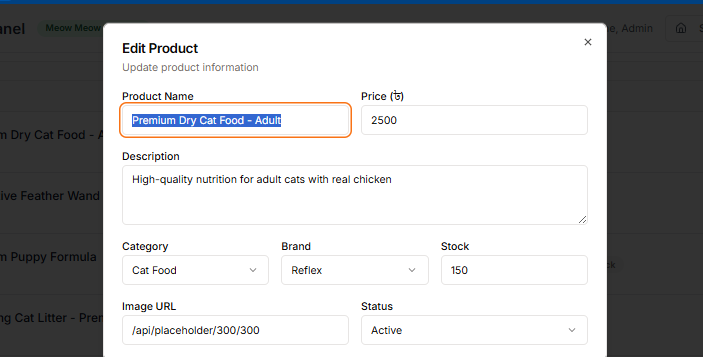 nel
Meow Meow
e, Admin
S
Edit Product
Update product information
Product Name
Price (৳)
Premium Dry Cat Food - Adult
2500
m Dry Cat Food - A
Description
High-quality nutrition for adult cats with real chicken
ive Feather Wand
Category
Brand
Stock
m Puppy Formula
Cat Food
Reflex
150
k
Image URL
Status
ng Cat Litter - Pren
/api/placeholder/300/300
Active